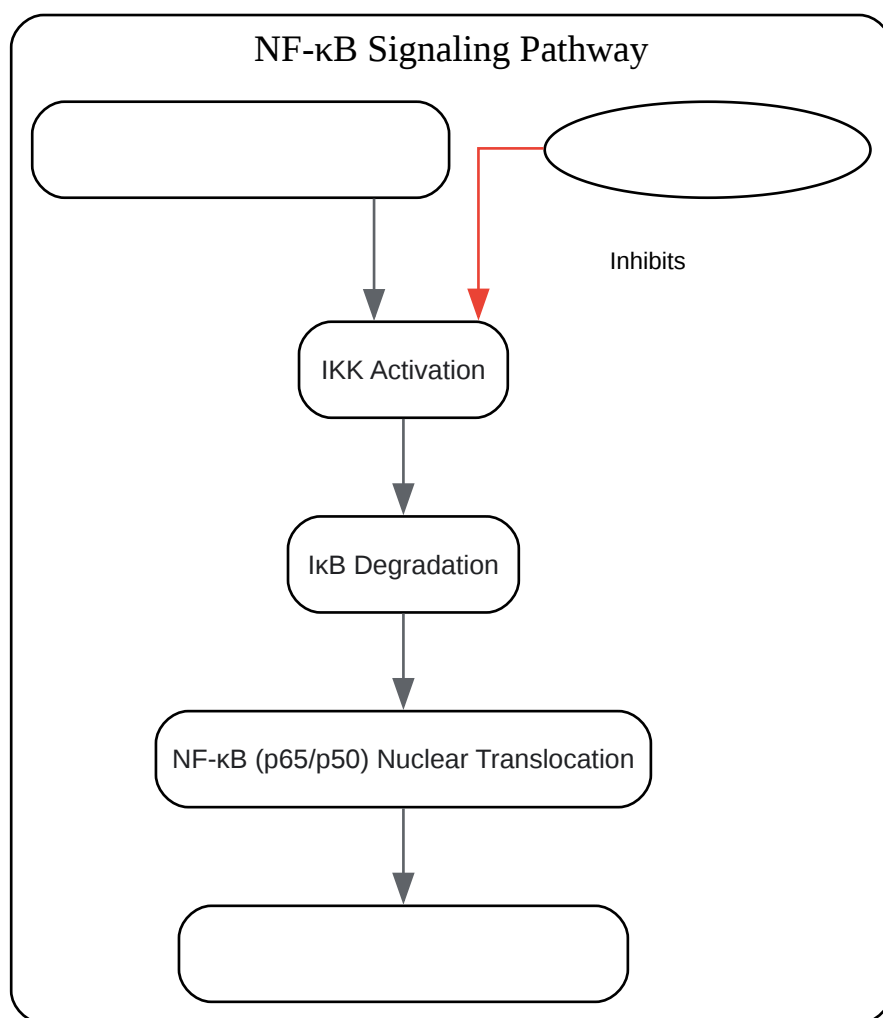 NF-κB Signaling Pathway
Inhibits
IKK Activation
IκB Degradation
NF-κB (p65/p50) Nuclear Translocation